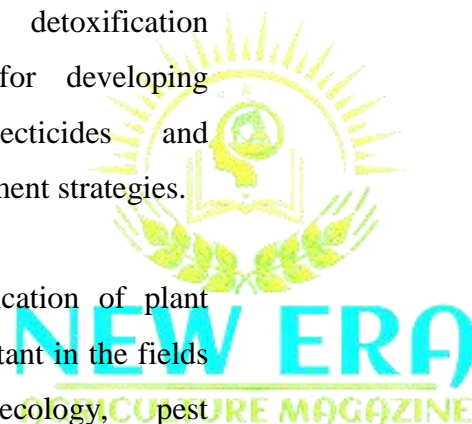 detoxification
for developing
ecticides and
ment strategies.
ication of plant
tant in the fields
ecology, pest
NEW ERA
AGRICULTURE MAGAZINE